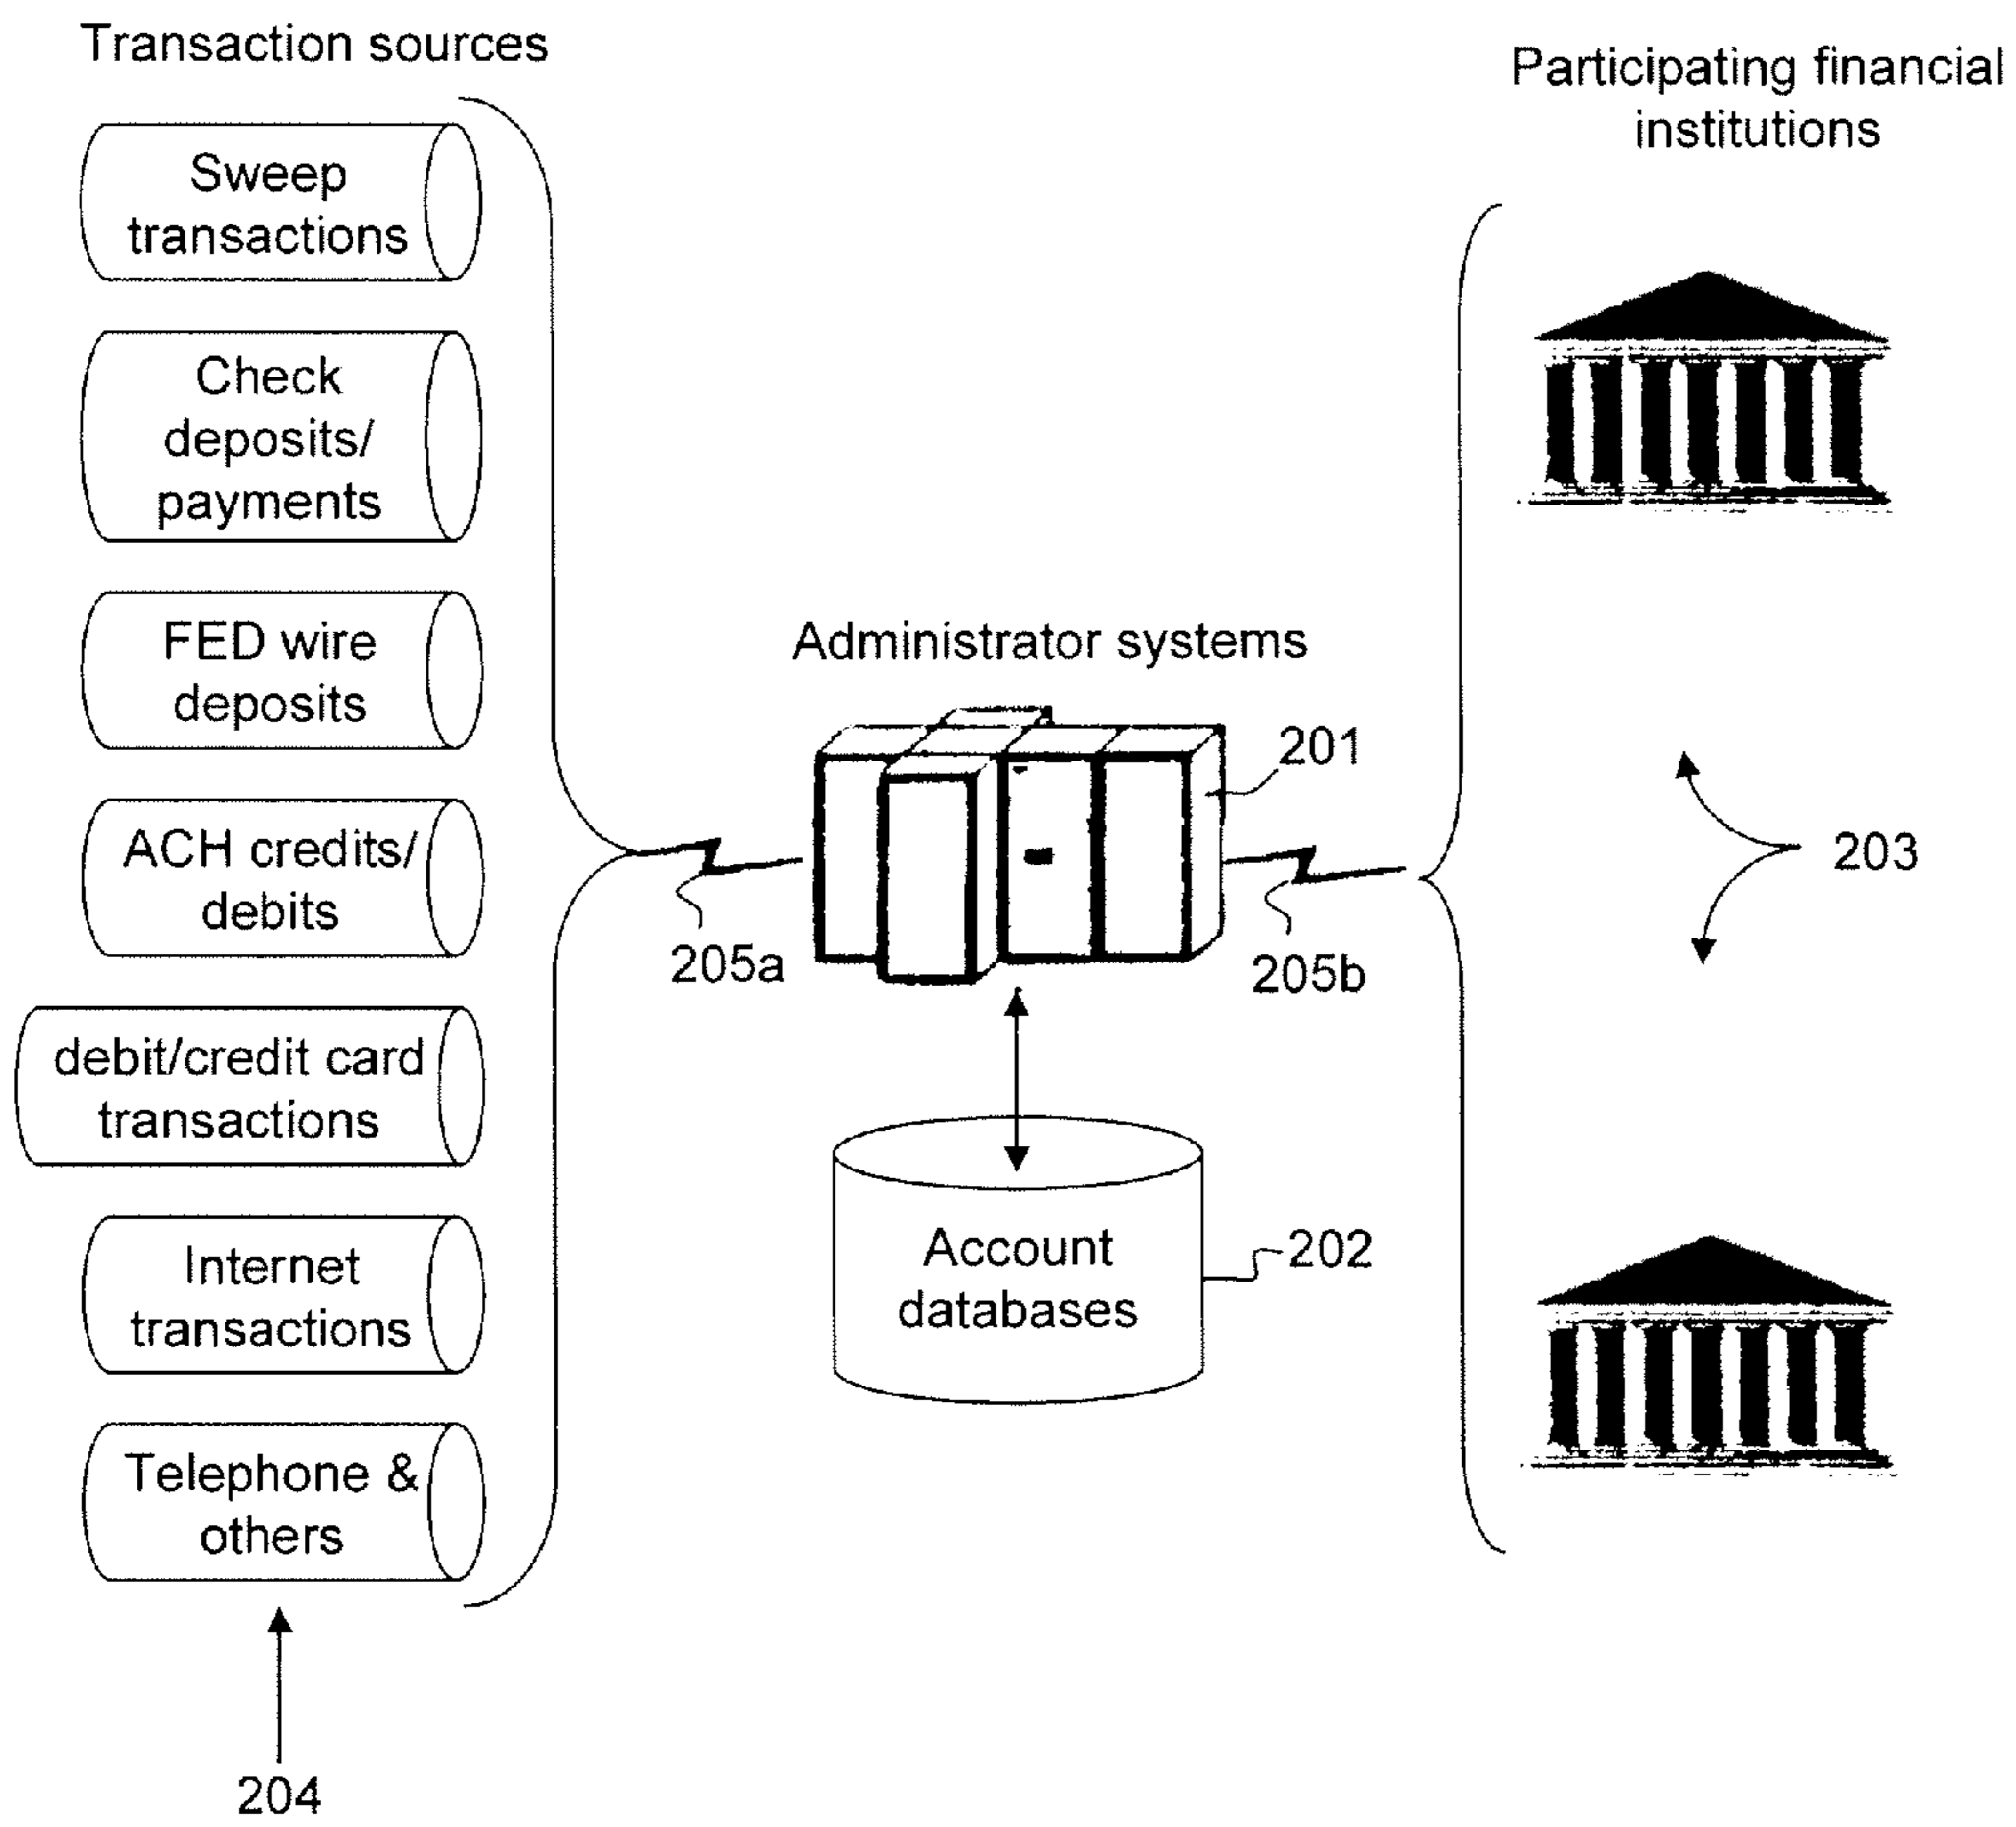 Transaction sources
Sweep
transactions
Check
deposits/
payments
FED wire
deposits
ACH credits/
debits
debit/credit card
transactions
Internet
transactions
Telephone &
others
204
205a
Administrator systems
201
205b
Account
databases
202
Participating financial
institutions
203